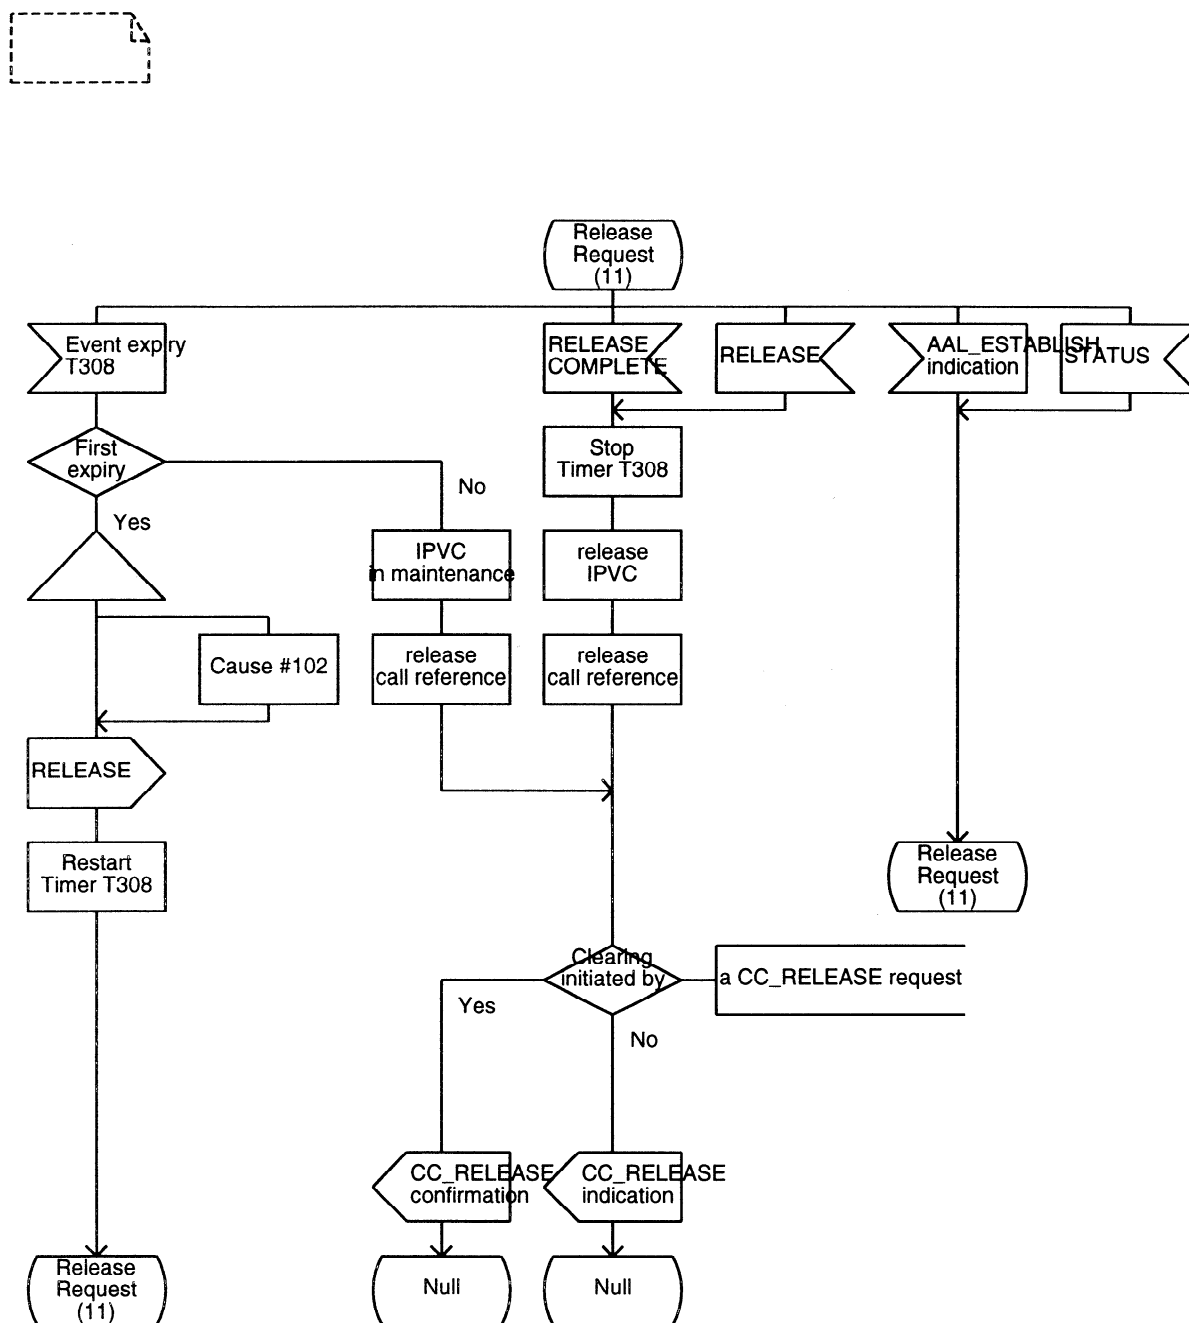 Release
Request
(11)
Event expiry
T308
RELEASE
COMPLETE
RELEASE
AAL_ESTABLISH
indication
STATUS
First
expiry
No
Yes
Stop
Timer T308
IPVC
in maintenance
release
IPVC
Cause #102
release
call reference
release
call reference
RELEASE
Restart
Timer T308
Release
Request
(11)
Clearing
initiated by
a CC_RELEASE request
Yes
No
CC_RELEASE
confirmation
CC_RELEASE
indication
Release
Request
(11)
Null
Null